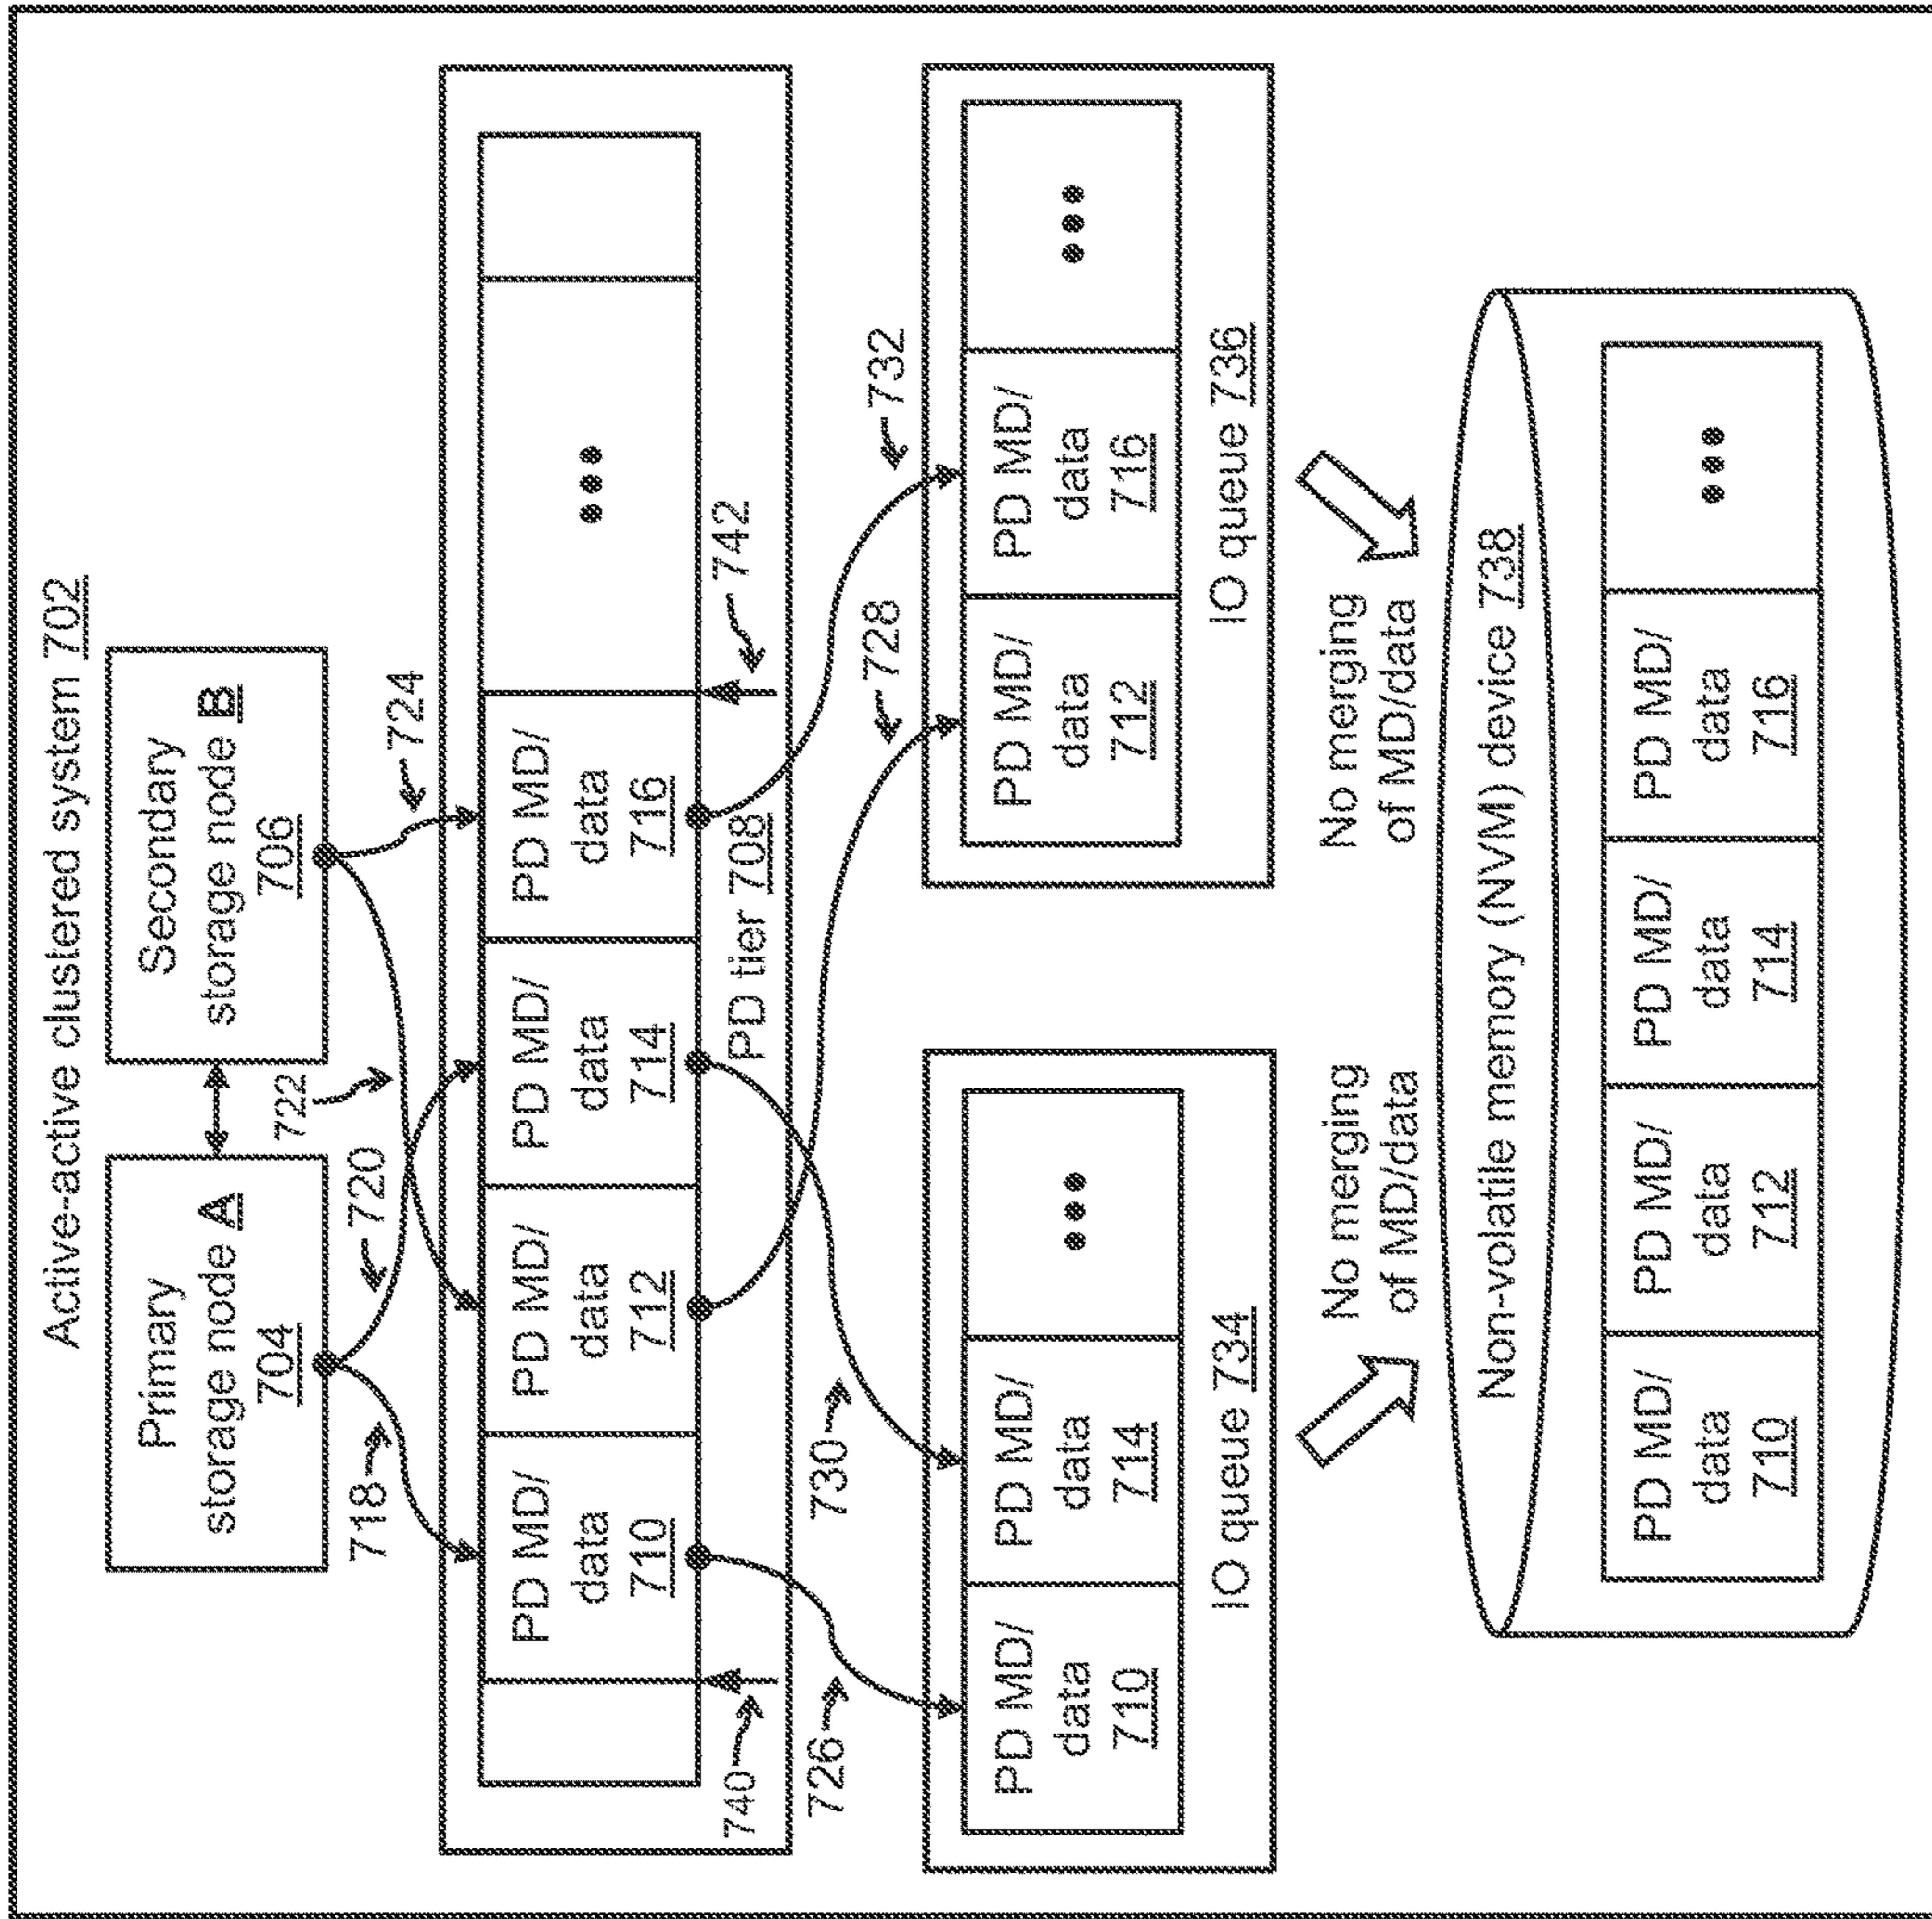 Active-active clustered system 702
Primary
storage node A
704
Secondary
storage node B
706
718
720
722
724
PD MD/
data
710
PD MD/
data
712
PD MD/
data
714
PD MD/
data
716
•••
740
PD tier 708
742
726
730
728
732
PD MD/
data
710
PD MD/
data
714
•••
IO queue 734
PD MD/
data
712
PD MD/
data
716
•••
IO queue 736
No merging
of MD/data
No merging
of MD/data
Non-volatile memory (NVM) device 738
PD MD/
data
710
PD MD/
data
712
PD MD/
data
714
PD MD/
data
716
•••